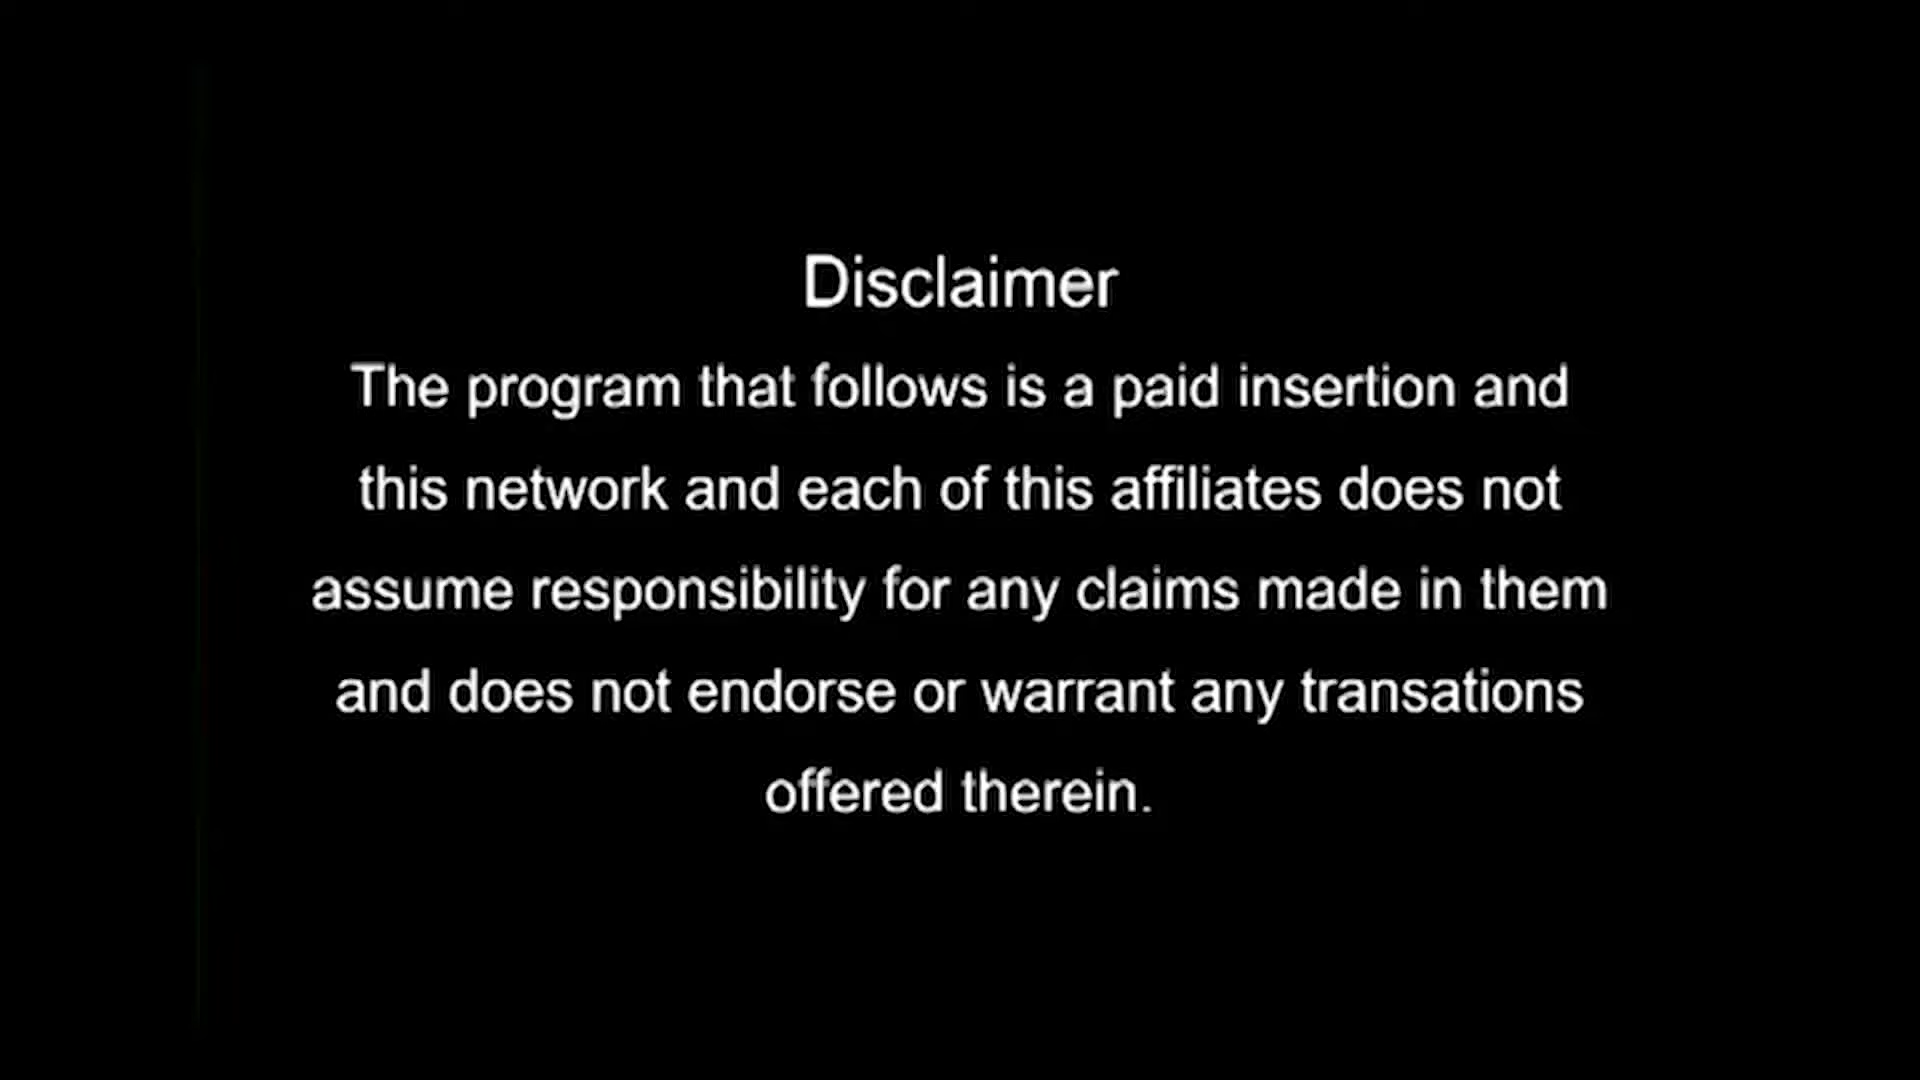 Disclaimer
The program that follows is a paid insertion and
this network and each of this affiliates does not
assume responsibility for any claims made in them
and does not endorse or warrant any transations
offered therein.